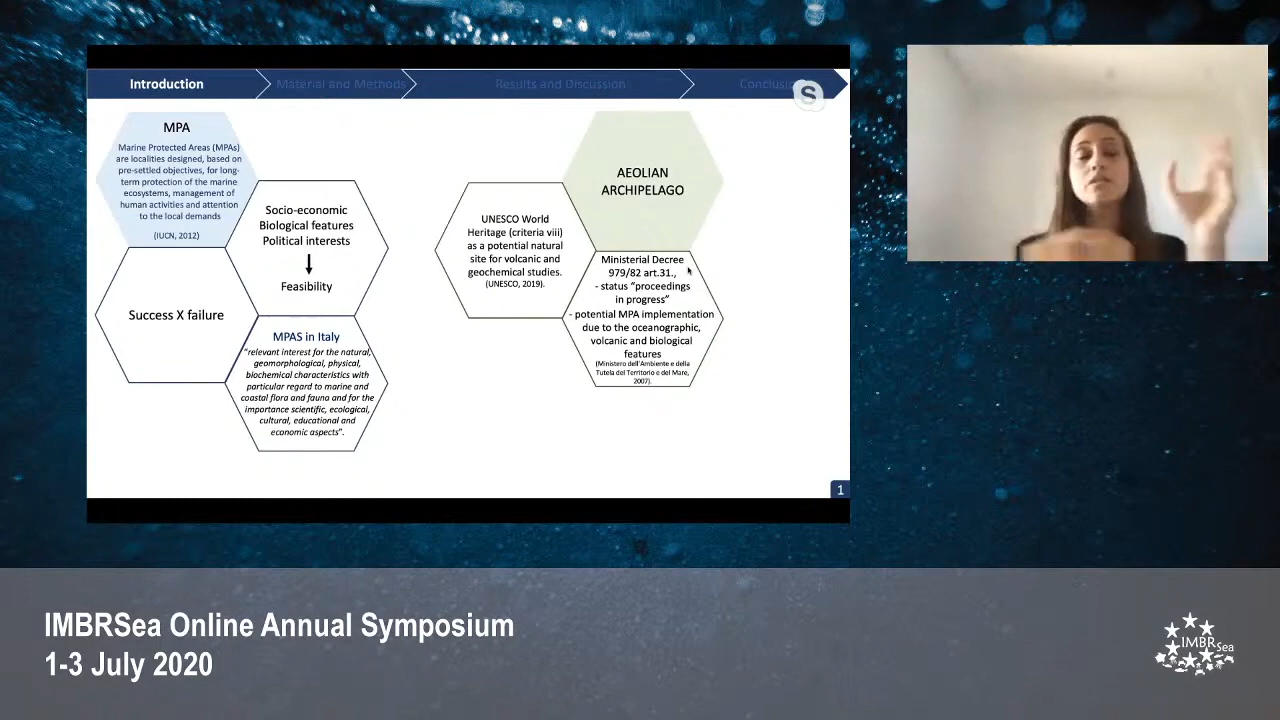 Introduction
Material and Methods
Results and Discussion
Conclusi
S
MPA
Marine Protected Areas (MPAs)
are localities designed, based on
pre-settled objectives, for long-
term protection of the marine
ecosystems, management of
human activities and attention
to the local demands
(IUCN, 2012)
Socio-economic
Biological features
Political interests
Feasibility
Success X failure
MPAS in Italy
"relevant interest for the natural,
geomorphological, physical,
biochemical characteristics with
particular regard to marine and
coastal flora and fauna and for the
importance scientific, ecological,
cultural, educational and
economic aspects".
AEOLIAN
ARCHIPELAGO
UNESCO World
Heritage (criteria viii)
as a potential natural
site for volcanic and
geochemical studies.
(UNESCO, 2019).
Ministerial Decree
979/82 art.31.,
- status "proceedings
in progress"
- potential MPA implementation
due to the oceanographic,
volcanic and biological
features
(Ministero dell'Ambiente e della
Tutela del Territorio e del Mare,
2007).
1
IMBRSea Online Annual Symposium
1-3 July 2020
IMBRSea